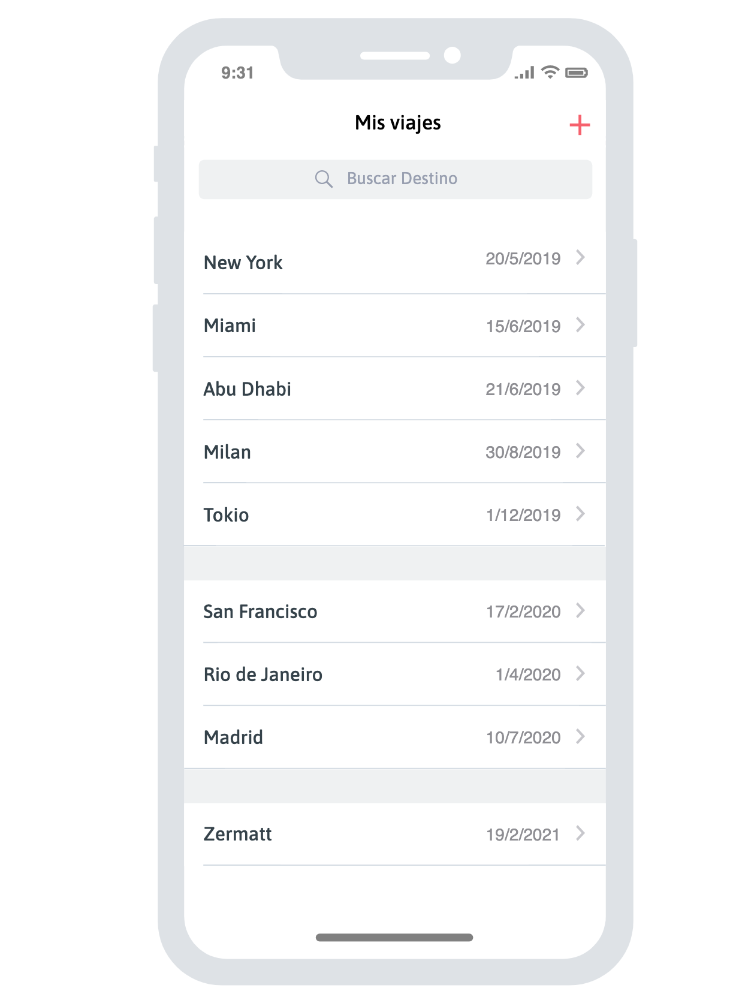 9:31
Mis viajes
Buscar Destino
New York 20/5/2019
Miami 15/6/2019
Abu Dhabi 21/6/2019
Milan 30/8/2019
Tokio 1/12/2019
San Francisco 17/2/2020
Rio de Janeiro 1/4/2020
Madrid 10/7/2020
Zermatt 19/2/2021